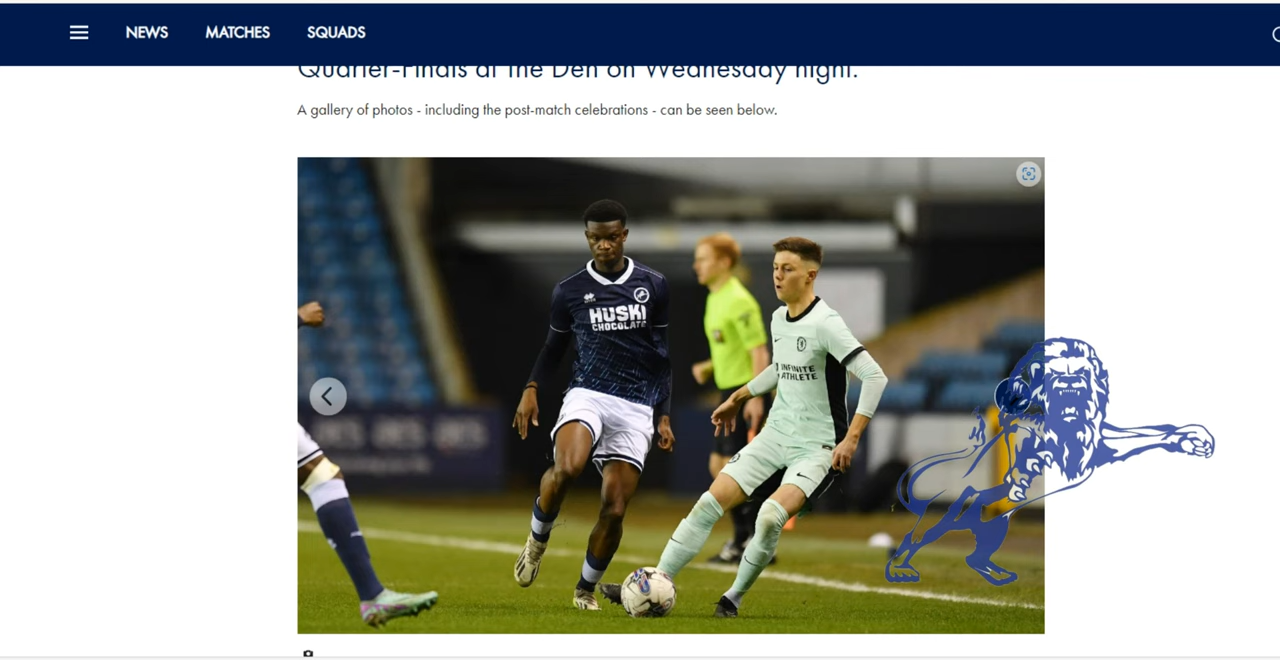 NEWS MATCHES SQUADS
Quarter-Finals at the Den on Wednesday night.
A gallery of photos - including the post-match celebrations - can be seen below.
HUSKI
CHOCOLATE
INFINITE
ATHLETE